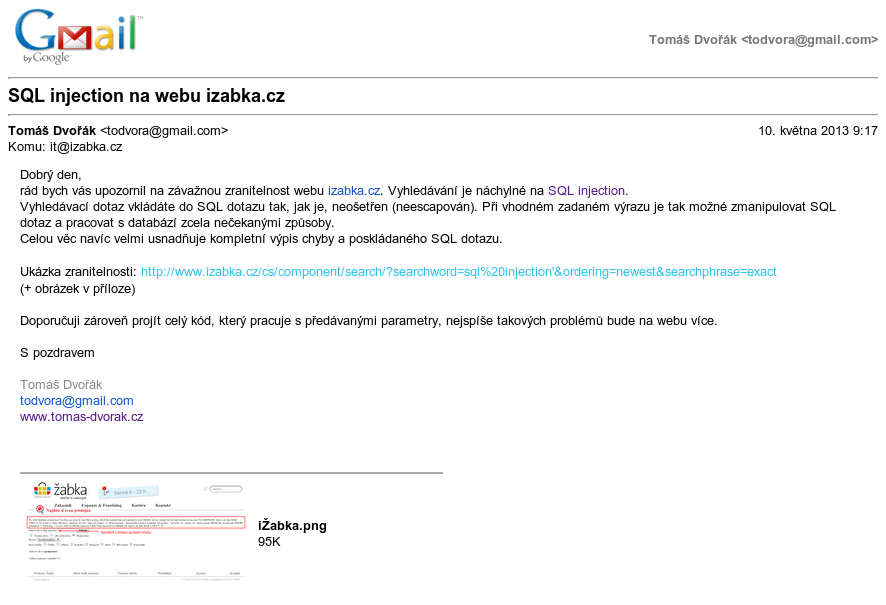 Gmail™
by Google™
Tomáš Dvořák <todvora@gmail.com>
SQL injection na webu izabka.cz
Tomáš Dvořák <todvora@gmail.com> 10. května 2013 9:17
Komu: it@izabka.cz
Dobrý den,
rád bych vás upozornil na závažnou zranitelnost webu izabka.cz. Vyhledávání je náchylné na SQL injection.
Vyhledávací dotaz vkládáte do SQL dotazu tak, jak je, neošetřen (neescapován). Při vhodném zadaném výrazu je tak možné zmanipulovat SQL
dotaz a pracovat s databází zcela nečekanými způsoby.
Celou věc navíc velmi usnadňuje kompletní výpis chyby a poskládaného SQL dotazu.
Ukázka zranitelnosti: http://www.izabka.cz/cs/component/search/?searchword=sql%20injection'&ordering=newest&searchphrase=exact
(+ obrázek v příloze)
Doporučuji zároveň projít celý kód, který pracuje s předávanými parametry, nejspíše takových problémů bude na webu více.
S pozdravem
Tomáš Dvořák
todvora@gmail.com
www.tomas-dvorak.cz
žabka
Denně 6 – 23 h.
iŽabka.png
95K